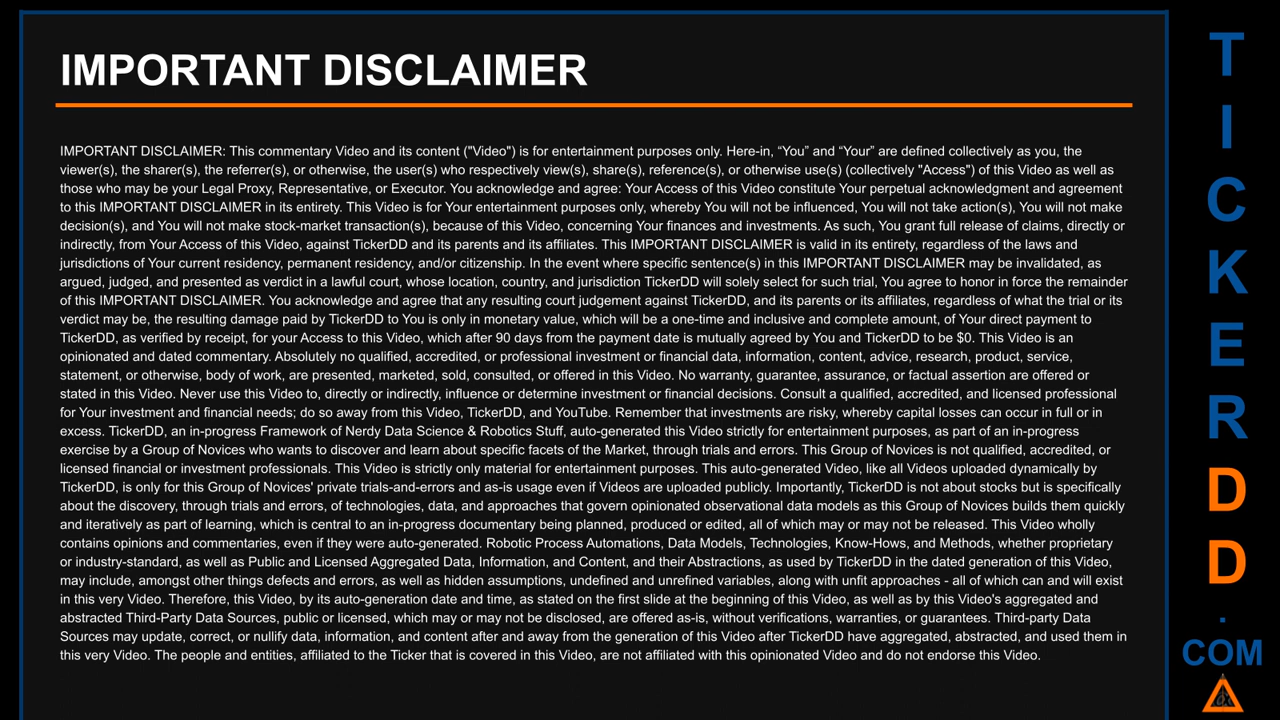 IMPORTANT DISCLAIMER
IMPORTANT DISCLAIMER: This commentary Video and its content ("Video") is for entertainment purposes only. Here-in, “You” and “Your” are defined collectively as you, the
viewer(s), the sharer(s), the referrer(s), or otherwise, the user(s) who respectively view(s), share(s), reference(s), or otherwise use(s) (collectively "Access") of this Video as well as
those who may be your Legal Proxy, Representative, or Executor. You acknowledge and agree: Your Access of this Video constitute Your perpetual acknowledgment and agreement
to this IMPORTANT DISCLAIMER in its entirety. This Video is for Your entertainment purposes only, whereby You will not be influenced, You will not take action(s), You will not make
decision(s), and You will not make stock-market transaction(s), because of this Video, concerning Your finances and investments. As such, You grant full release of claims, directly or
indirectly, from Your Access of this Video, against TickerDD and its parents and its affiliates. This IMPORTANT DISCLAIMER is valid in its entirety, regardless of the laws and
jurisdictions of Your current residency, permanent residency, and/or citizenship. In the event where specific sentence(s) in this IMPORTANT DISCLAIMER may be invalidated, as
argued, judged, and presented as verdict in a lawful court, whose location, country, and jurisdiction TickerDD will solely select for such trial, You agree to honor in force the remainder
of this IMPORTANT DISCLAIMER. You acknowledge and agree that any resulting court judgement against TickerDD, and its parents or its affiliates, regardless of what the trial or its
verdict may be, the resulting damage paid by TickerDD to You is only in monetary value, which will be a one-time and inclusive and complete amount, of Your direct payment to
TickerDD, as verified by receipt, for your Access to this Video, which after 90 days from the payment date is mutually agreed by You and TickerDD to be $0. This Video is an
opinionated and dated commentary. Absolutely no qualified, accredited, or professional investment or financial data, information, content, advice, research, product, service,
statement, or otherwise, body of work, are presented, marketed, sold, consulted, or offered in this Video. No warranty, guarantee, assurance, or factual assertion are offered or
stated in this Video. Never use this Video to, directly or indirectly, influence or determine investment or financial decisions. Consult a qualified, accredited, and licensed professional
for Your investment and financial needs; do so away from this Video, TickerDD, and YouTube. Remember that investments are risky, whereby capital losses can occur in full or in
excess. TickerDD, an in-progress Framework of Nerdy Data Science & Robotics Stuff, auto-generated this Video strictly for entertainment purposes, as part of an in-progress
exercise by a Group of Novices who wants to discover and learn about specific facets of the Market, through trials and errors. This Group of Novices is not qualified, accredited, or
licensed financial or investment professionals. This Video is strictly only material for entertainment purposes. This auto-generated Video, like all Videos uploaded dynamically by
TickerDD, is only for this Group of Novices' private trials-and-errors and as-is usage even if Videos are uploaded publicly. Importantly, TickerDD is not about stocks but is specifically
about the discovery, through trials and errors, of technologies, data, and approaches that govern opinionated observational data models as this Group of Novices builds them quickly
and iteratively as part of learning, which is central to an in-progress documentary being planned, produced or edited, all of which may or may not be released. This Video wholly
contains opinions and commentaries, even if they were auto-generated. Robotic Process Automations, Data Models, Technologies, Know-Hows, and Methods, whether proprietary
or industry-standard, as well as Public and Licensed Aggregated Data, Information, and Content, and their Abstractions, as used by TickerDD in the dated generation of this Video,
may include, amongst other things defects and errors, as well as hidden assumptions, undefined and unrefined variables, along with unfit approaches - all of which can and will exist
in this very Video. Therefore, this Video, by its auto-generation date and time, as stated on the first slide at the beginning of this Video, as well as by this Video's aggregated and
abstracted Third-Party Data Sources, public or licensed, which may or may not be disclosed, are offered as-is, without verifications, warranties, or guarantees. Third-party Data
Sources may update, correct, or nullify data, information, and content after and away from the generation of this Video after TickerDD have aggregated, abstracted, and used them in
this very Video. The people and entities, affiliated to the Ticker that is covered in this Video, are not affiliated with this opinionated Video and do not endorse this Video.
T
I
C
K
E
R
D
D
.
COM